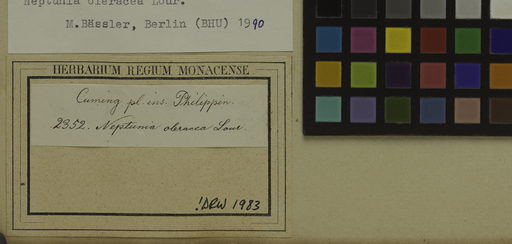 Neptunia oleracea Lour.
M.Bässler, Berlin (BHU) 1990
HERBARIUM REGIUM MONACENSE
Cuming pl. ins. Philippin.
2352. Neptunia oleracea Lour.
!DRW 1983